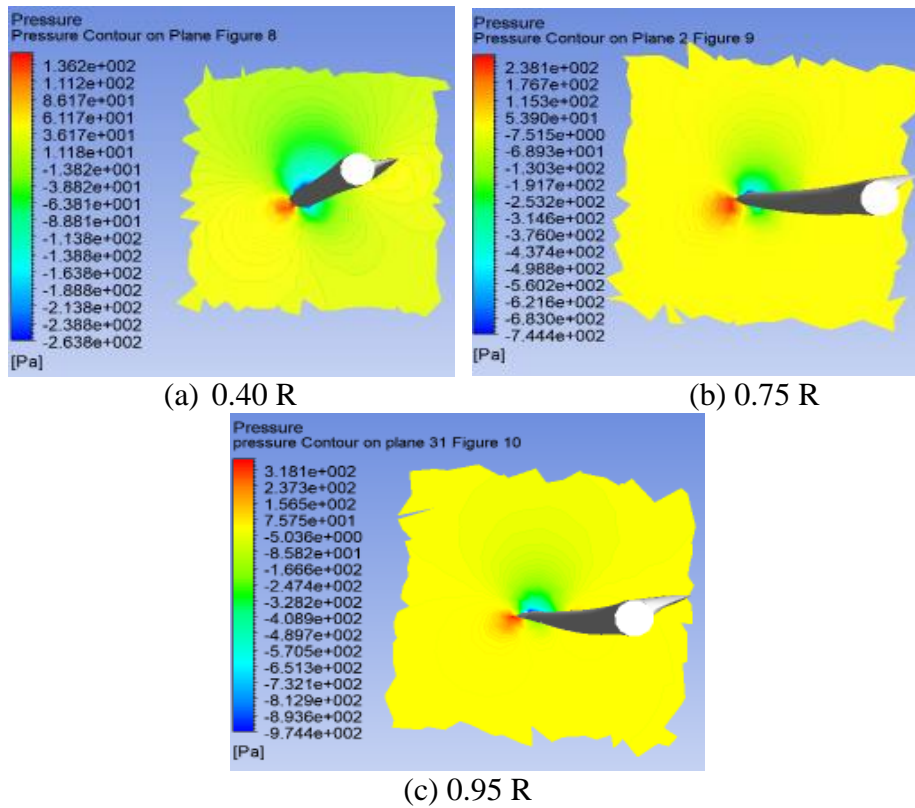 Pressure
Pressure Contour on Plane Figure 8
1.362e+002
1.112e+002
8.617e+001
6.117e+001
3.617e+001
1.118e+001
-1.382e+001
-3.882e+001
-6.381e+001
-8.881e+001
-1.138e+002
-1.388e+002
-1.638e+002
-1.888e+002
-2.138e+002
-2.388e+002
-2.638e+002
[Pa]
(a) 0.40 R
Pressure
Pressure Contour on Plane 2 Figure 9
2.381e+002
1.767e+002
1.153e+002
5.390e+001
-7.515e+000
-6.893e+001
-1.303e+002
-1.917e+002
-2.532e+002
-3.146e+002
-3.760e+002
-4.374e+002
-4.988e+002
-5.602e+002
-6.216e+002
-6.830e+002
-7.444e+002
[Pa]
(b) 0.75 R
Pressure
pressure Contour on plane 31 Figure 10
3.181e+002
2.373e+002
1.565e+002
7.575e+001
-5.036e+000
-8.582e+001
-1.666e+002
-2.474e+002
-3.282e+002
-4.089e+002
-4.897e+002
-5.705e+002
-6.513e+002
-7.321e+002
-8.129e+002
-8.936e+002
-9.744e+002
[Pa]
(c) 0.95 R